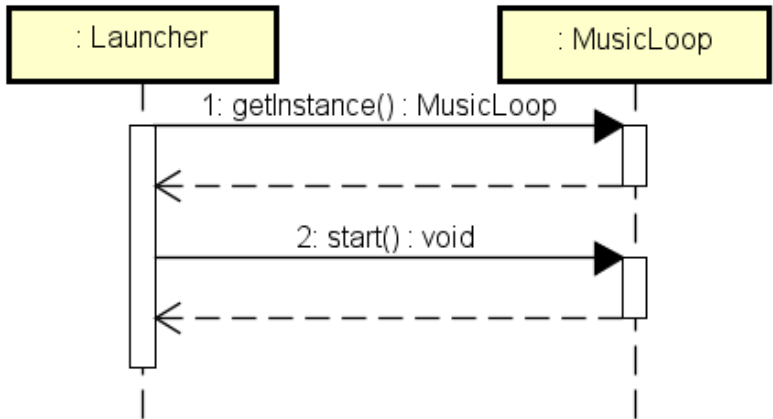 : Launcher
: MusicLoop
1: getInstance() : MusicLoop
2: start() : void